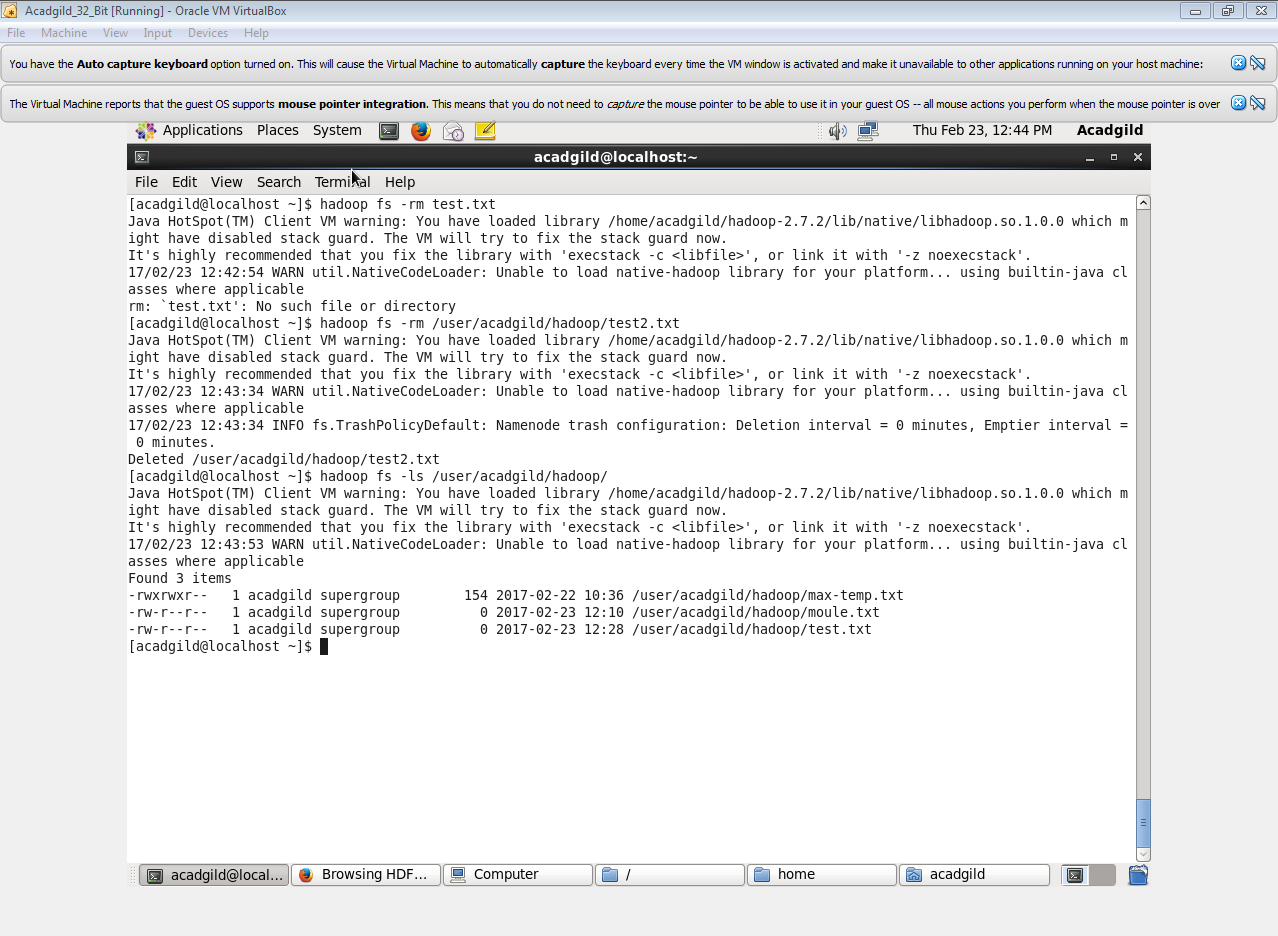 Acadgild_32_Bit [Running] - Oracle VM VirtualBox
File Machine View Input Devices Help
You have the Auto capture keyboard option turned on. This will cause the Virtual Machine to automatically capture the keyboard every time the VM window is activated and make it unavailable to other applications running on your host machine:
The Virtual Machine reports that the guest OS supports mouse pointer integration. This means that you do not need to capture the mouse pointer to be able to use it in your guest OS -- all mouse actions you perform when the mouse pointer is over
Applications Places System Thu Feb 23, 12:44 PM Acadgild
acadgild@localhost:~
File Edit View Search Terminal Help
[acadgild@localhost ~]$ hadoop fs -rm test.txt
Java HotSpot(TM) Client VM warning: You have loaded library /home/acadgild/hadoop-2.7.2/lib/native/libhadoop.so.1.0.0 which m
ight have disabled stack guard. The VM will try to fix the stack guard now.
It's highly recommended that you fix the library with 'execstack -c <libfile>', or link it with '-z noexecstack'.
17/02/23 12:42:54 WARN util.NativeCodeLoader: Unable to load native-hadoop library for your platform... using builtin-java cl
asses where applicable
rm: `test.txt': No such file or directory
[acadgild@localhost ~]$ hadoop fs -rm /user/acadgild/hadoop/test2.txt
Java HotSpot(TM) Client VM warning: You have loaded library /home/acadgild/hadoop-2.7.2/lib/native/libhadoop.so.1.0.0 which m
ight have disabled stack guard. The VM will try to fix the stack guard now.
It's highly recommended that you fix the library with 'execstack -c <libfile>', or link it with '-z noexecstack'.
17/02/23 12:43:34 WARN util.NativeCodeLoader: Unable to load native-hadoop library for your platform... using builtin-java cl
asses where applicable
17/02/23 12:43:34 INFO fs.TrashPolicyDefault: Namenode trash configuration: Deletion interval = 0 minutes, Emptier interval =
 0 minutes.
Deleted /user/acadgild/hadoop/test2.txt
[acadgild@localhost ~]$ hadoop fs -ls /user/acadgild/hadoop/
Java HotSpot(TM) Client VM warning: You have loaded library /home/acadgild/hadoop-2.7.2/lib/native/libhadoop.so.1.0.0 which m
ight have disabled stack guard. The VM will try to fix the stack guard now.
It's highly recommended that you fix the library with 'execstack -c <libfile>', or link it with '-z noexecstack'.
17/02/23 12:43:53 WARN util.NativeCodeLoader: Unable to load native-hadoop library for your platform... using builtin-java cl
asses where applicable
Found 3 items
-rwxrwxr-- 1 acadgild supergroup 154 2017-02-22 10:36 /user/acadgild/hadoop/max-temp.txt
-rw-r--r-- 1 acadgild supergroup 0 2017-02-23 12:10 /user/acadgild/hadoop/moule.txt
-rw-r--r-- 1 acadgild supergroup 0 2017-02-23 12:28 /user/acadgild/hadoop/test.txt
[acadgild@localhost ~]$
acadgild@local... Browsing HDF... Computer / home acadgild